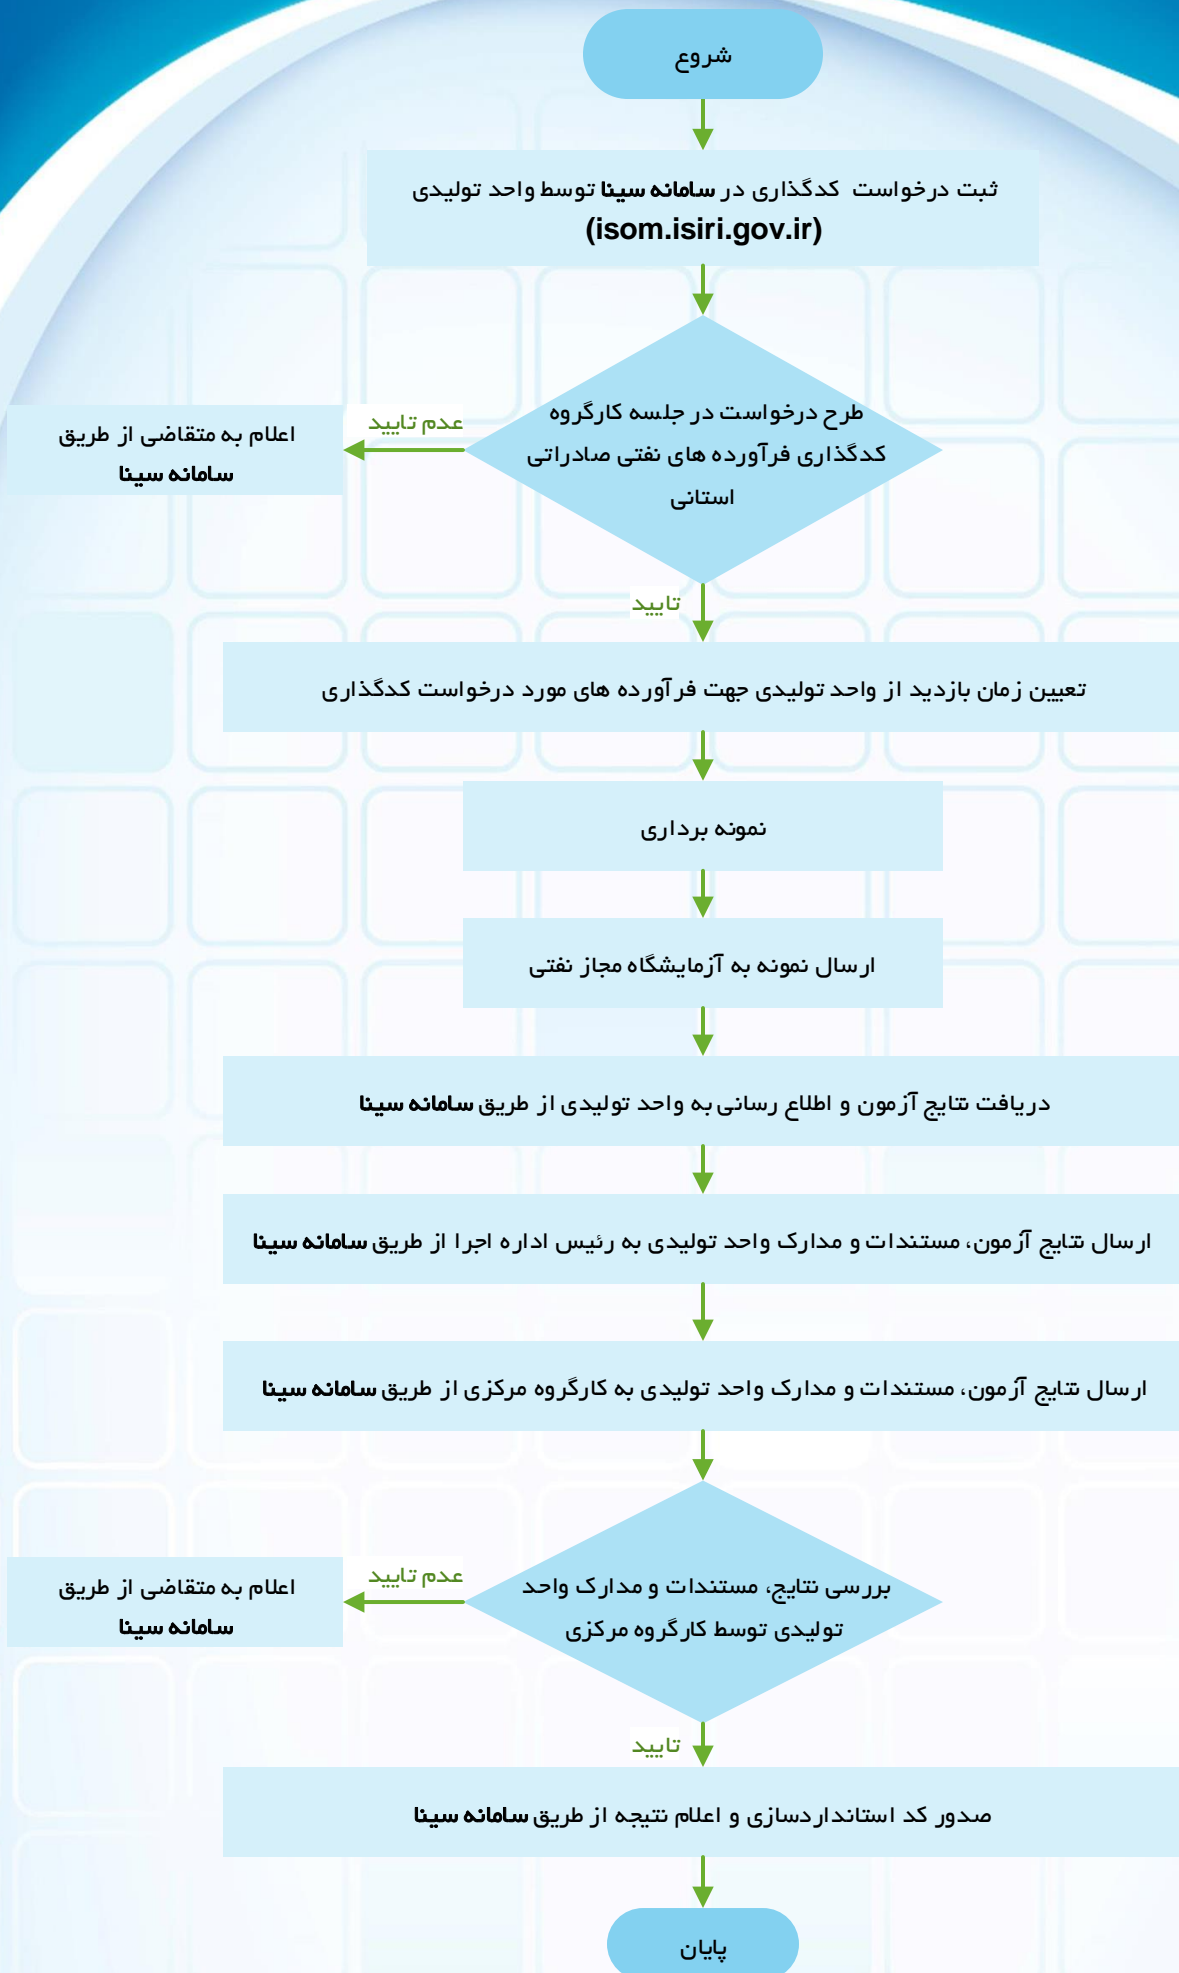 شروع
ثبت درخواست کدگذاری در سامانه سینا توسط واحد تولیدی
(isom.isiri.gov.ir)
طرح درخواست در جلسه کارگروه
کدگذاری فرآورده های نفتی صادراتی
استانی
عدم تایید
اعلام به متقاضی از طریق
سامانه سینا
تایید
تعیین زمان بازدید از واحد تولیدی جهت فرآورده های مورد درخواست کدگذاری
نمونه برداری
ارسال نمونه به آزمایشگاه مجاز نفتی
دریافت نتایج آزمون و اطلاع رسانی به واحد تولیدی از طریق سامانه سینا
ارسال نتایج آزمون، مستندات و مدارک واحد تولیدی به رئیس اداره اجرا از طریق سامانه سینا
ارسال نتایج آزمون، مستندات و مدارک واحد تولیدی به کارگروه مرکزی از طریق سامانه سینا
بررسی نتایج، مستندات و مدارک واحد
تولیدی توسط کارگروه مرکزی
عدم تایید
اعلام به متقاضی از طریق
سامانه سینا
تایید
صدور کد استانداردسازی و اعلام نتیجه از طریق سامانه سینا
پایان